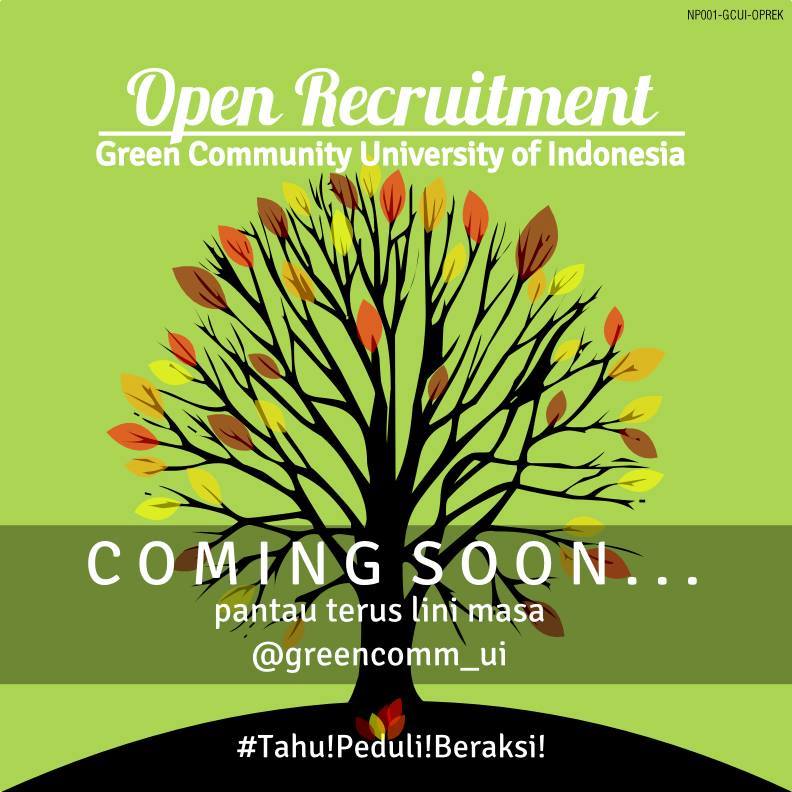 NP001-GCUI-OPREK
Open Recruitment
Green Community University of Indonesia
COMING SOON...
pantau terus lini masa
@greencomm_ui
#Tahu!Peduli!Beraksi!